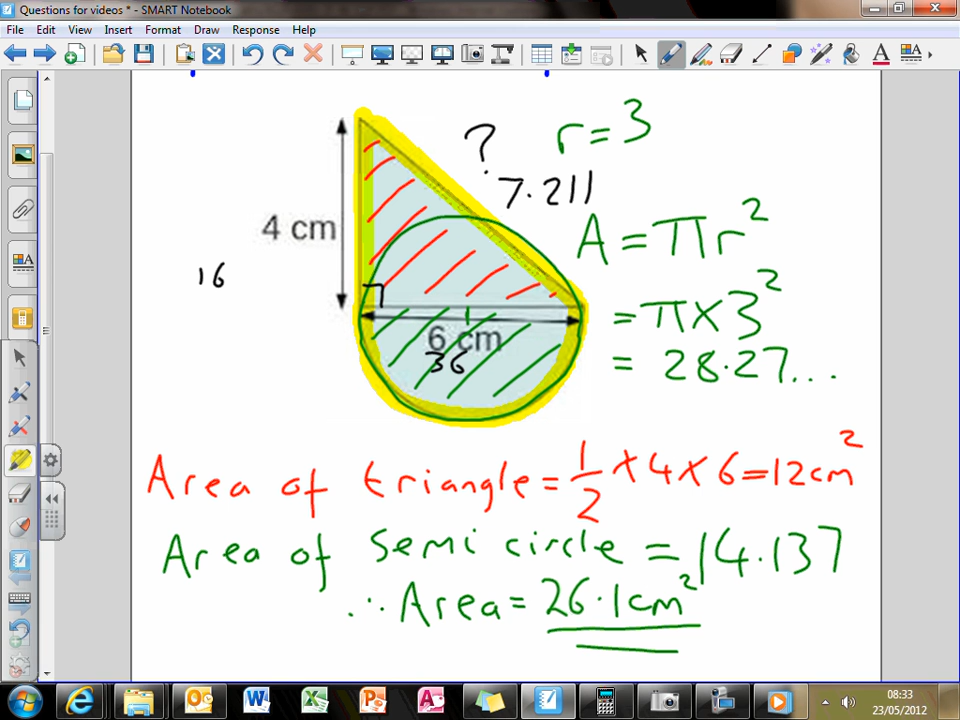 Questions for videos * - SMART Notebook
File Edit View Insert Format Draw Response Help
? r = 3
7.211
4 cm
A = πr²
16
= π × 3²
6 cm
36
= 28.27...
Area of triangle = 1/2 × 4 × 6 = 12cm²
Area of semi circle = 14.137
∴ Area = 26.1cm²
08:33
23/05/2012